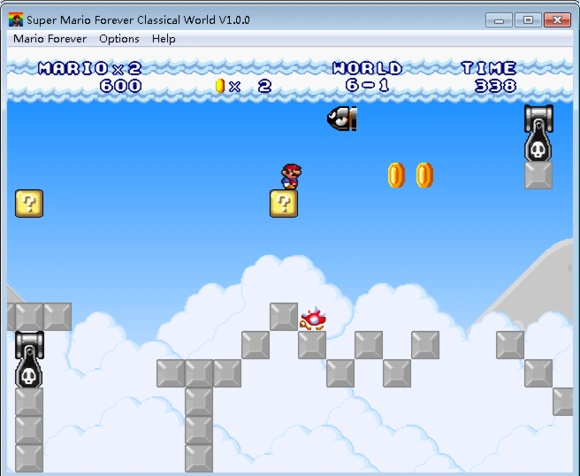 Super Mario Forever Classical World V1.0.0
Mario Forever Options Help
MARIO x 2 WORLD TIME
600 x 2 6-1 338
? ?